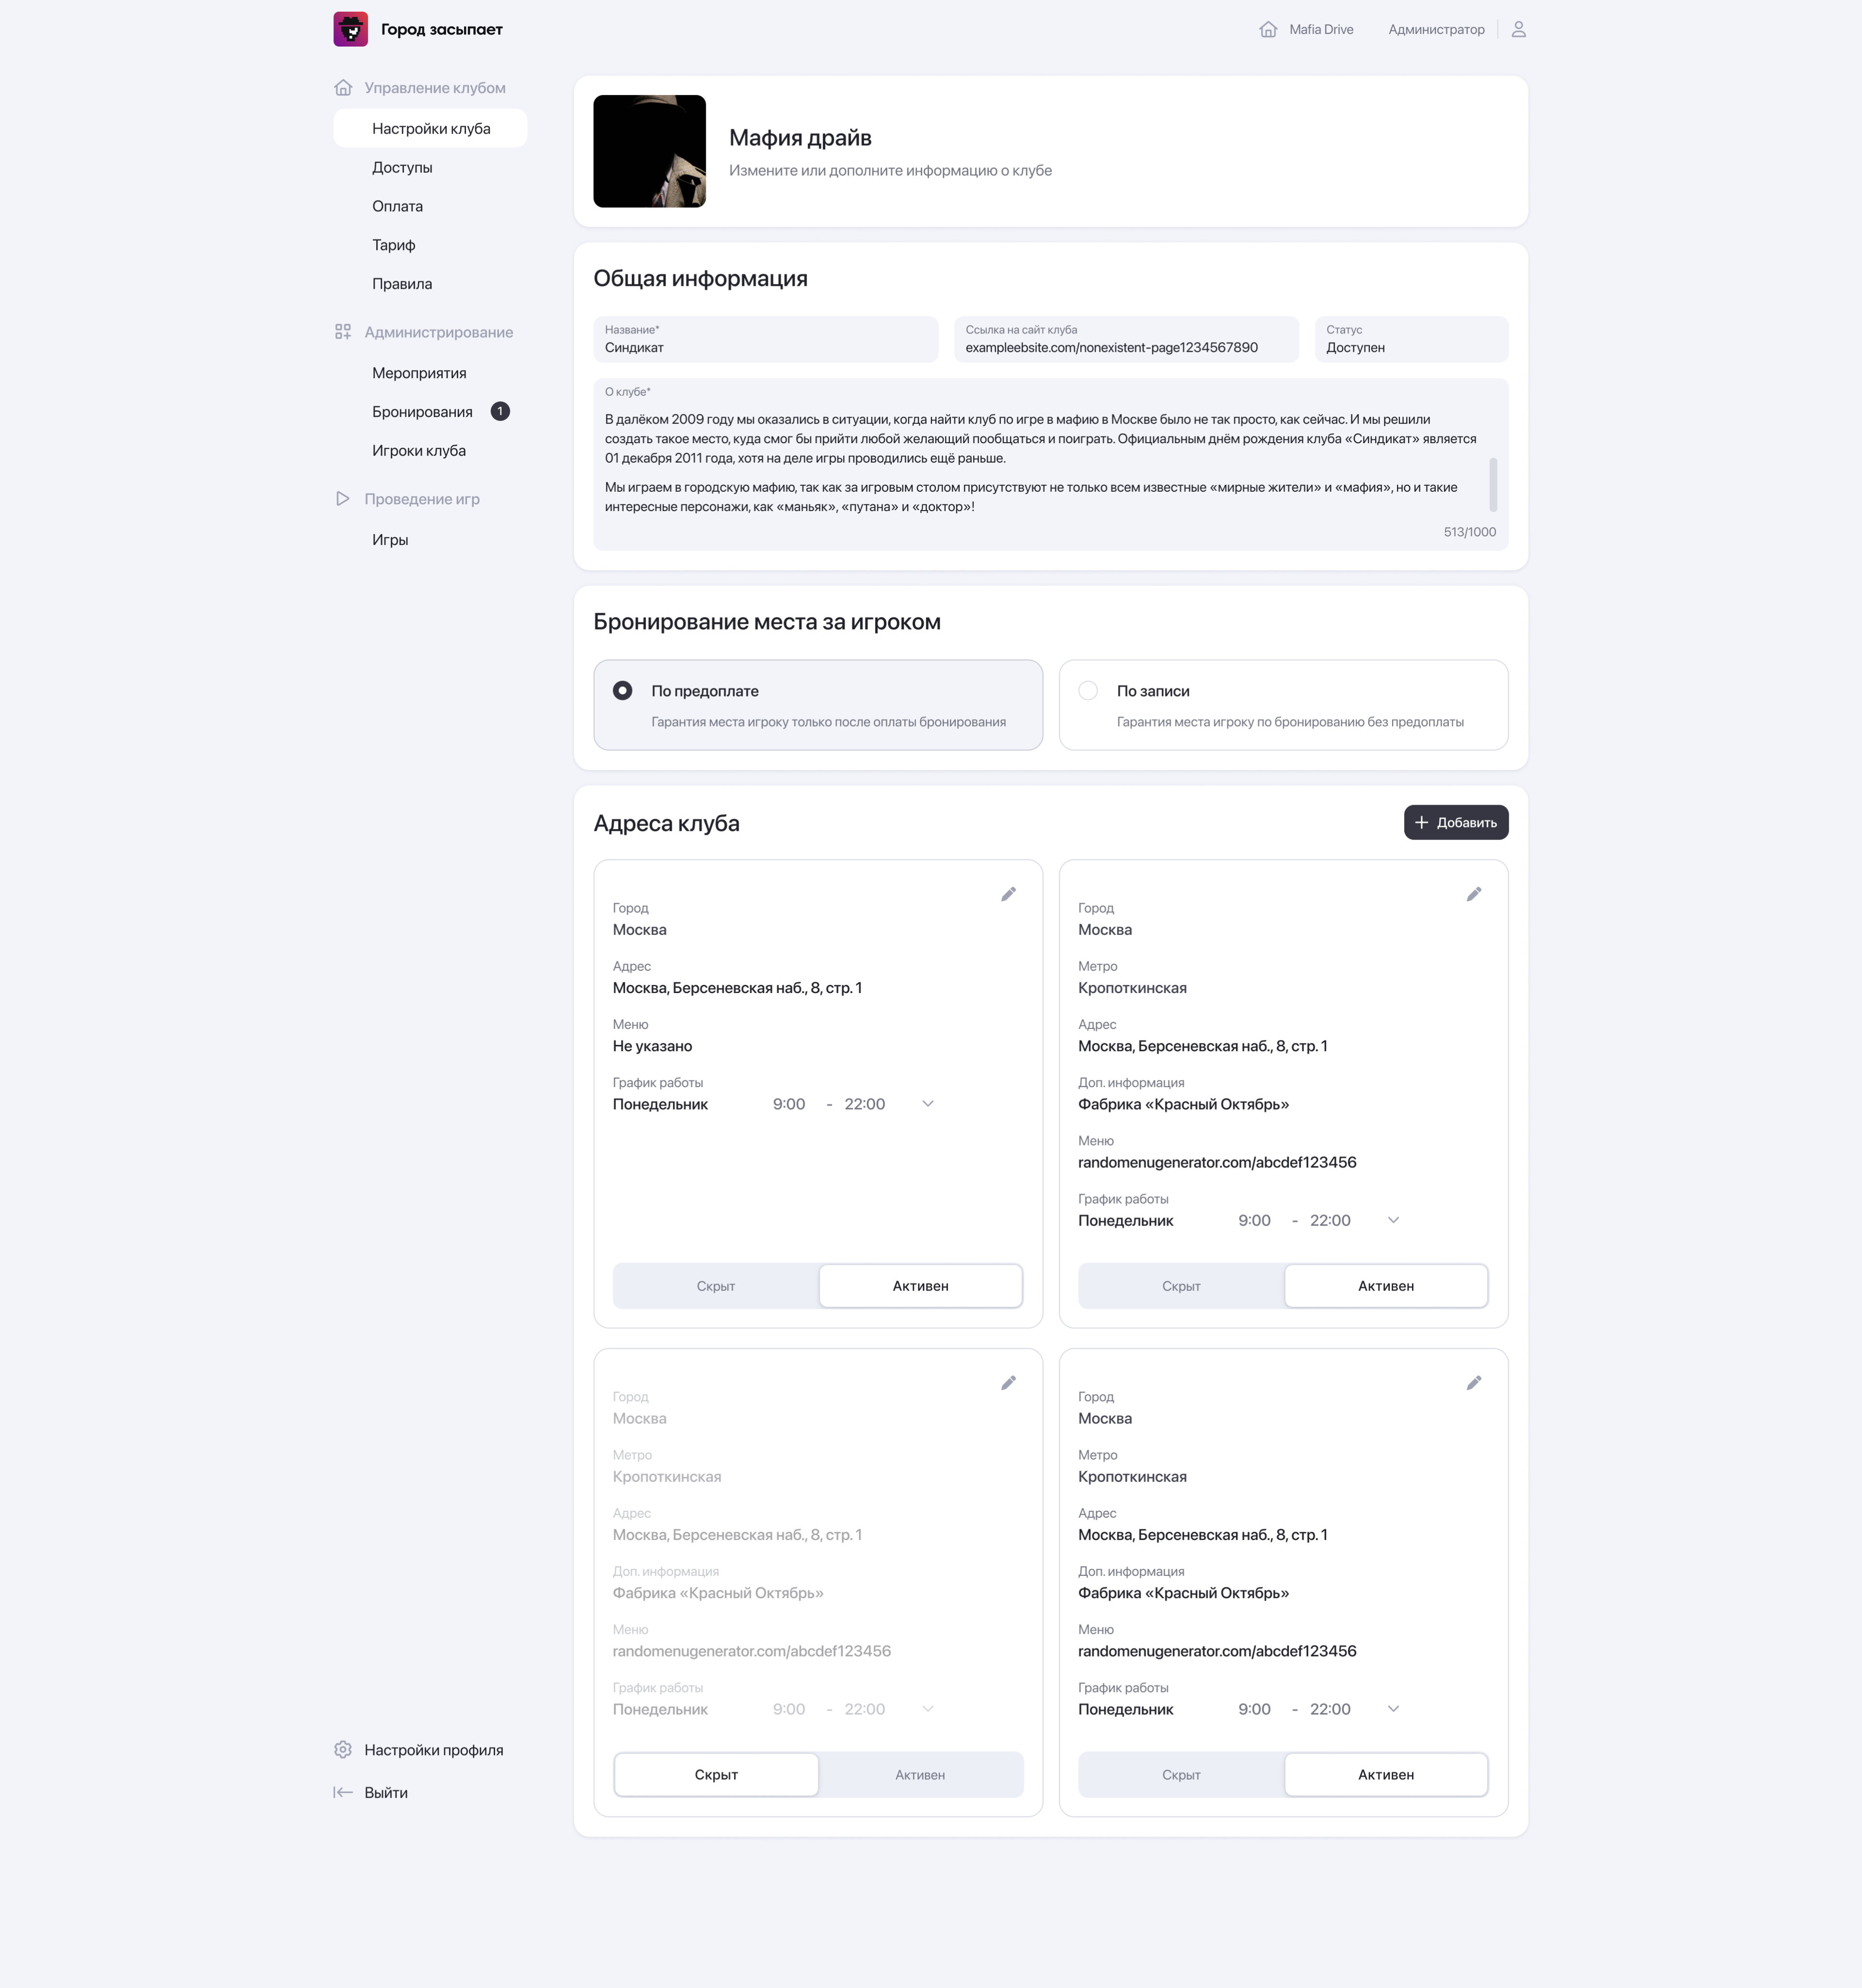 Город засыпает
Mafia Drive
Администратор
Управление клубом
Настройки клуба
Доступы
Оплата
Тариф
Правила
Администрирование
Мероприятия
Бронирования 1
Игроки клуба
Проведение игр
Игры
Настройки профиля
Выйти
Мафия драйв
Измените или дополните информацию о клубе
Общая информация
Название*
Синдикат
Ссылка на сайт клуба
exampleebsite.com/nonexistent-page1234567890
Статус
Доступен
О клубе*
В далёком 2009 году мы оказались в ситуации, когда найти клуб по игре в мафию в Москве было не так просто, как сейчас. И мы решили
создать такое место, куда смог бы прийти любой желающий пообщаться и поиграть. Официальным днём рождения клуба «Синдикат» является
01 декабря 2011 года, хотя на деле игры проводились ещё раньше.
Мы играем в городскую мафию, так как за игровым столом присутствуют не только всем известные «мирные жители» и «мафия», но и такие
интересные персонажи, как «маньяк», «путана» и «доктор»!
513/1000
Бронирование места за игроком
По предоплате
Гарантия места игроку только после оплаты бронирования
По записи
Гарантия места игроку по бронированию без предоплаты
Адреса клуба
Добавить
Город
Москва
Адрес
Москва, Берсеневская наб., 8, стр. 1
Меню
Не указано
График работы
Понедельник 9:00 - 22:00
Скрыт Активен
Город
Москва
Метро
Кропоткинская
Адрес
Москва, Берсеневская наб., 8, стр. 1
Доп. информация
Фабрика «Красный Октябрь»
Меню
randomenugenerator.com/abcdef123456
График работы
Понедельник 9:00 - 22:00
Скрыт Активен
Город
Москва
Метро
Кропоткинская
Адрес
Москва, Берсеневская наб., 8, стр. 1
Доп. информация
Фабрика «Красный Октябрь»
Меню
randomenugenerator.com/abcdef123456
График работы
Понедельник 9:00 - 22:00
Скрыт Активен
Город
Москва
Метро
Кропоткинская
Адрес
Москва, Берсеневская наб., 8, стр. 1
Доп. информация
Фабрика «Красный Октябрь»
Меню
randomenugenerator.com/abcdef123456
График работы
Понедельник 9:00 - 22:00
Скрыт Активен